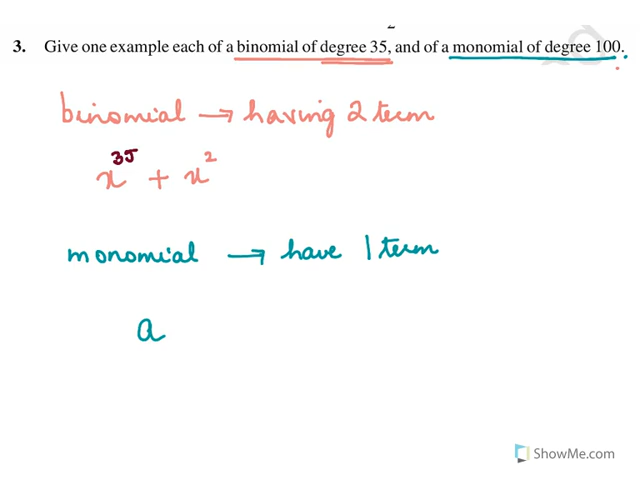 3. Give one example each of a binomial of degree 35, and of a monomial of degree 100.
binomial → having 2 term
x³⁵ + x²
monomial → have 1 term
a
ShowMe.com